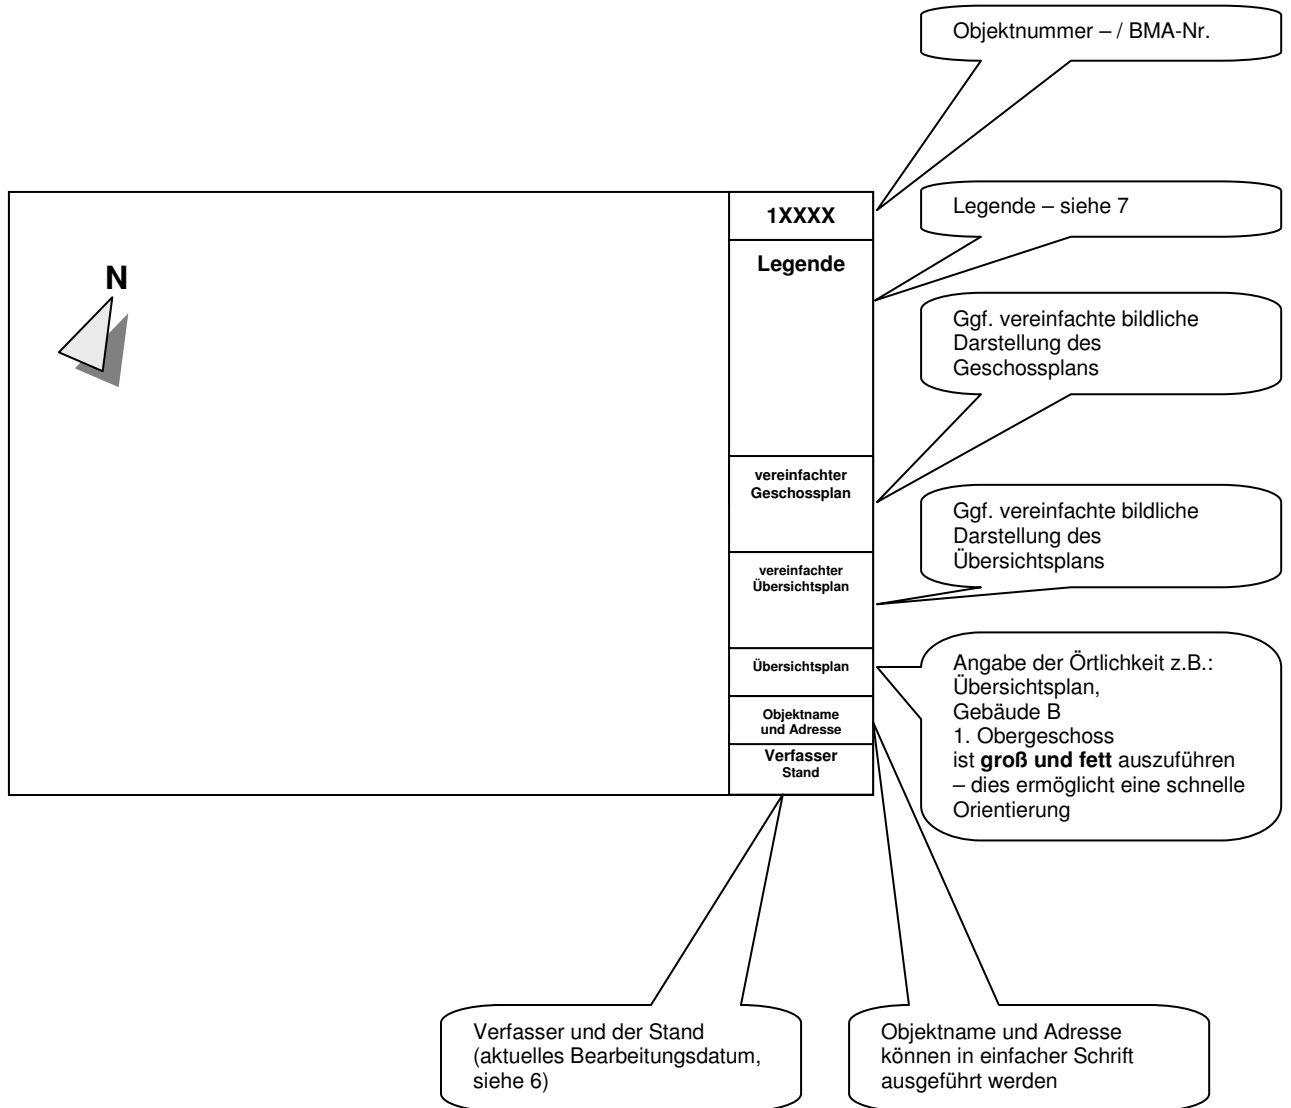 Objektnummer – / BMA-Nr.
1XXXX
Legende – siehe 7
Legende
N
Ggf. vereinfachte bildliche
Darstellung des
Geschossplans
vereinfachter
Geschossplan
Ggf. vereinfachte bildliche
Darstellung des
Übersichtsplans
vereinfachter
Übersichtsplan
Übersichtsplan
Angabe der Örtlichkeit z.B.:
Übersichtsplan,
Gebäude B
1. Obergeschoss
ist groß und fett auszuführen
– dies ermöglicht eine schnelle
Orientierung
Objektname
und Adresse
Verfasser
Stand
Verfasser und der Stand
(aktuelles Bearbeitungsdatum,
siehe 6)
Objektname und Adresse
können in einfacher Schrift
ausgeführt werden